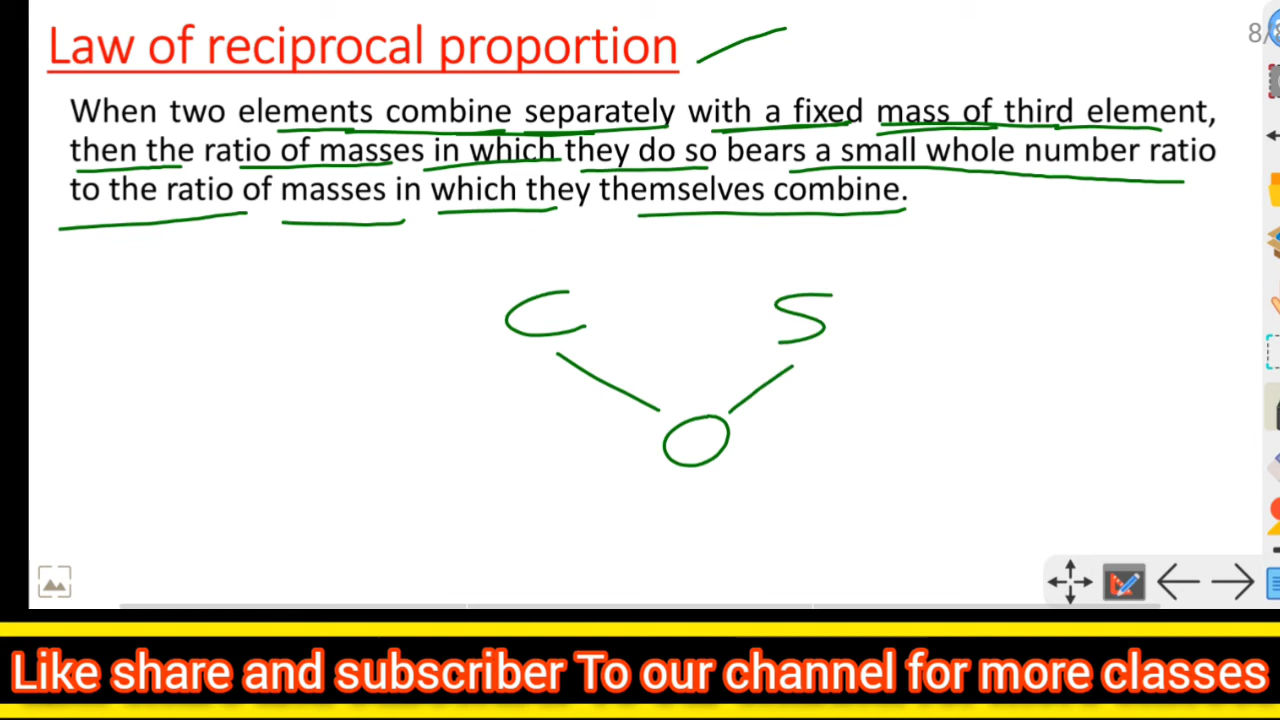 Law of reciprocal proportion
8/
When two elements combine separately with a fixed mass of third element,
then the ratio of masses in which they do so bears a small whole number ratio
to the ratio of masses in which they themselves combine.
C S
O
Like share and subscriber To our channel for more classes